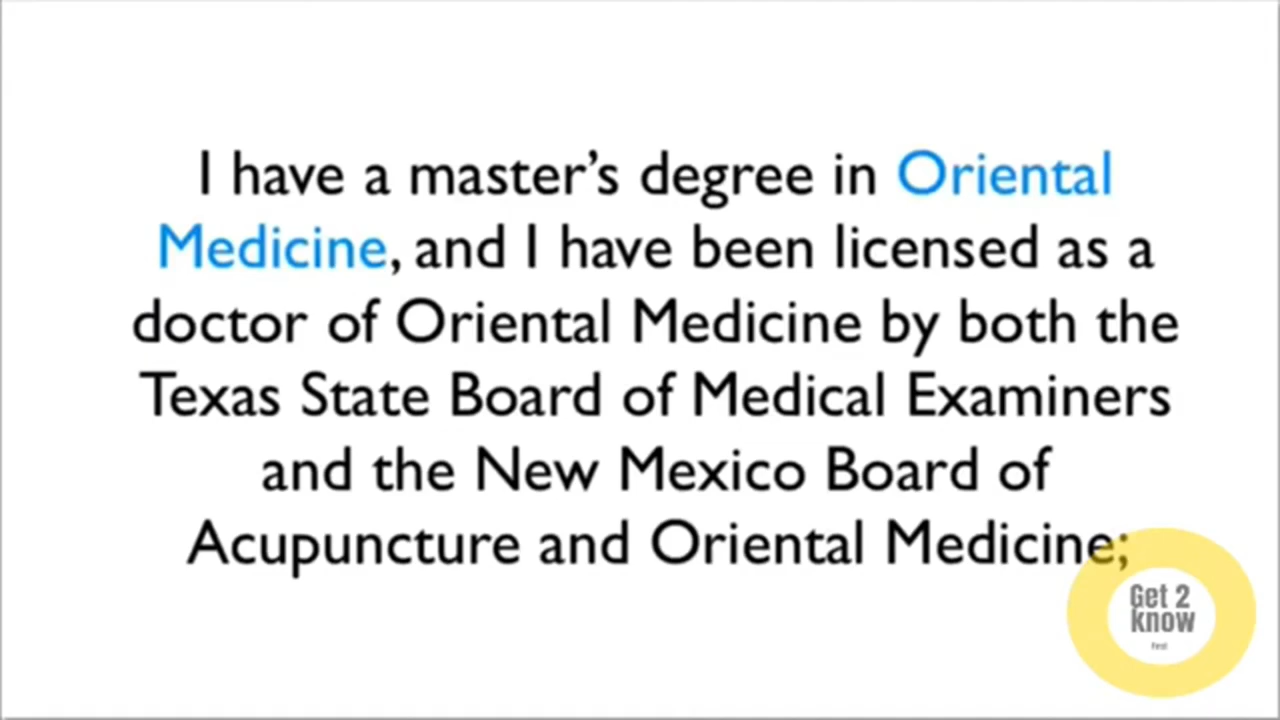 I have a master’s degree in Oriental
Medicine, and I have been licensed as a
doctor of Oriental Medicine by both the
Texas State Board of Medical Examiners
and the New Mexico Board of
Acupuncture and Oriental Medicine;
Get 2
know
First